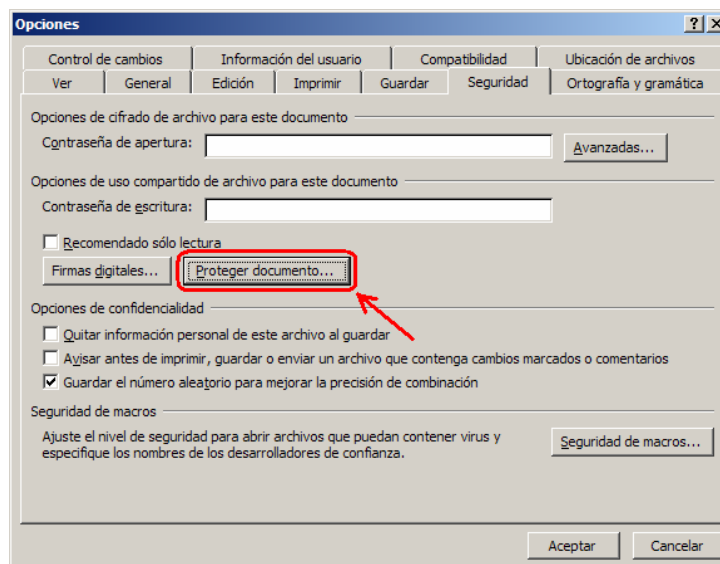 Opciones
Control de cambios Información del usuario Compatibilidad Ubicación de archivos
Ver General Edición Imprimir Guardar Seguridad Ortografía y gramática
Opciones de cifrado de archivo para este documento
Contraseña de apertura: Avanzadas...
Opciones de uso compartido de archivo para este documento
Contraseña de escritura:
Recomendado sólo lectura
Firmas digitales... Proteger documento...
Opciones de confidencialidad
Quitar información personal de este archivo al guardar
Avisar antes de imprimir, guardar o enviar un archivo que contenga cambios marcados o comentarios
Guardar el número aleatorio para mejorar la precisión de combinación
Seguridad de macros
Ajuste el nivel de seguridad para abrir archivos que puedan contener virus y Seguridad de macros...
especifique los nombres de los desarrolladores de confianza.
Aceptar Cancelar